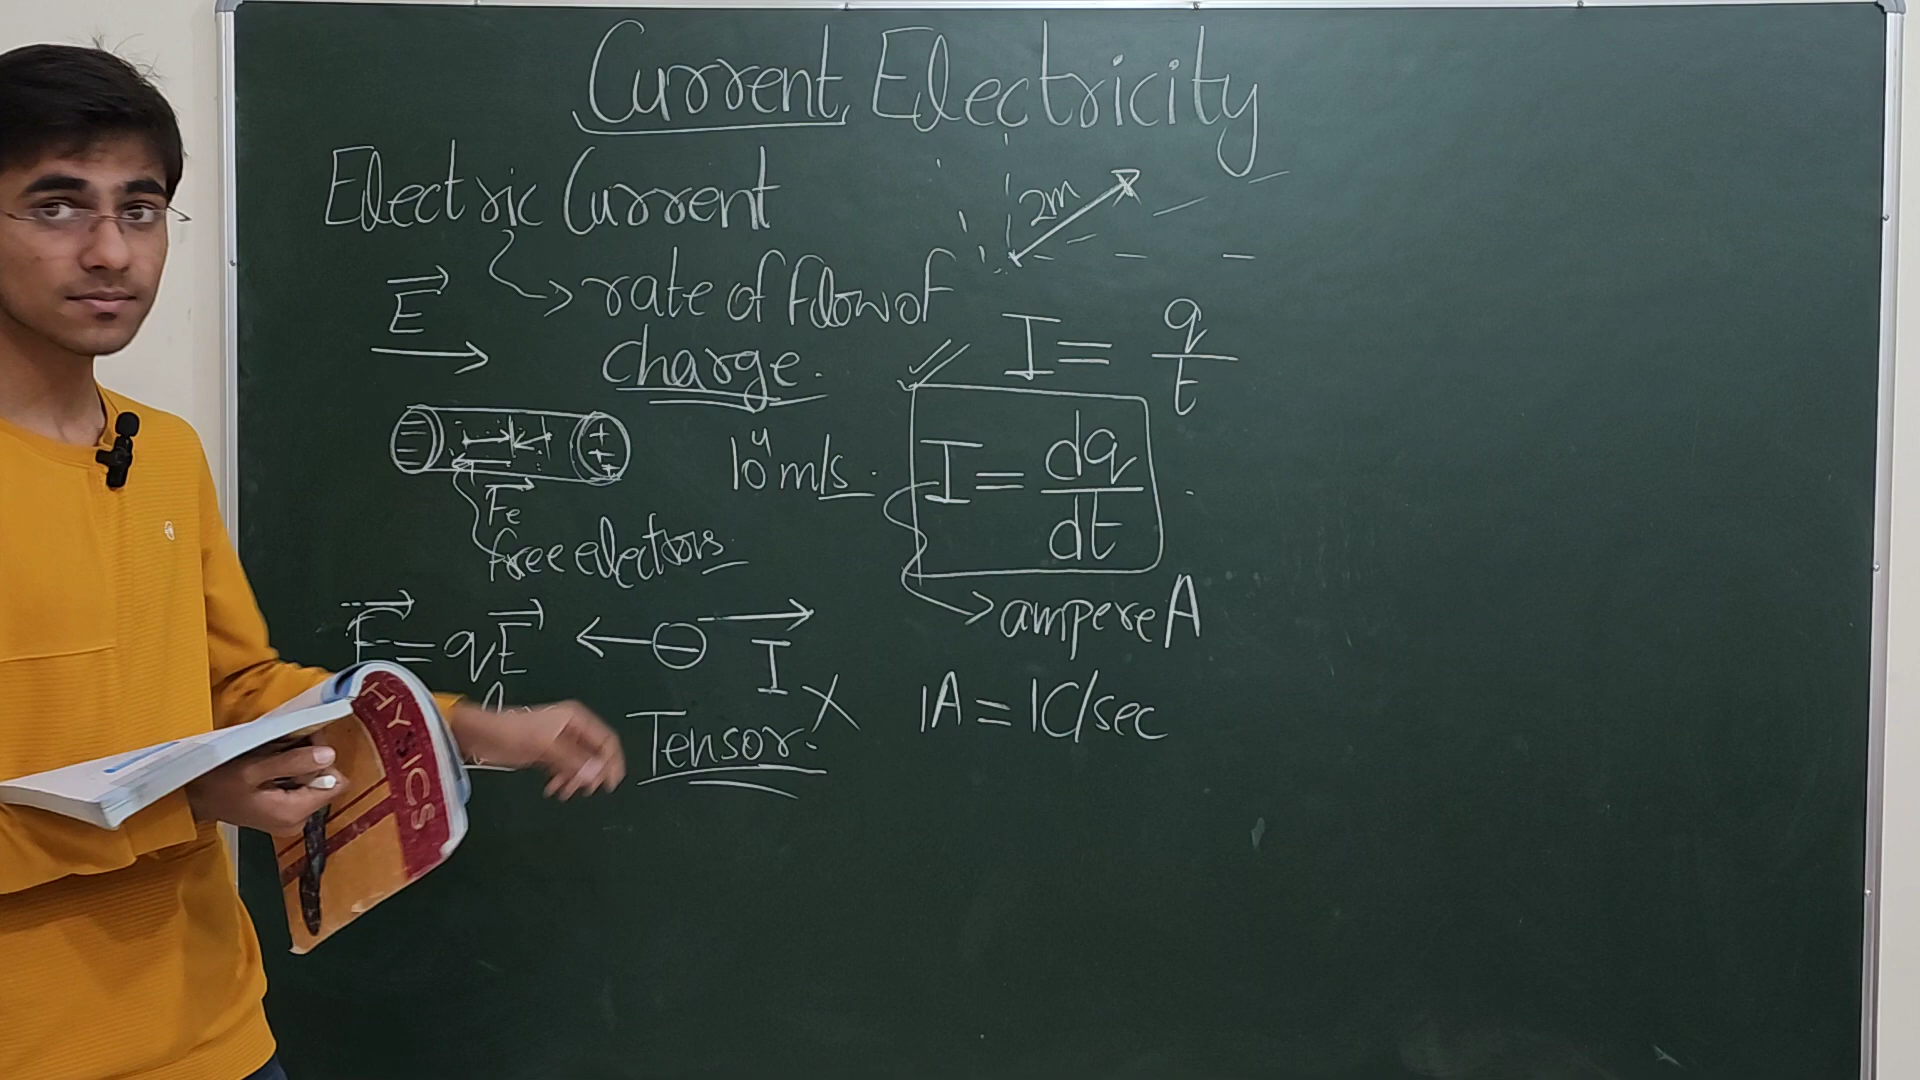 Current Electricity
Electric Current
rate of flow of
charge.
E
2m
I = q/t
I = dq/dt
10⁴ m/s.
Fe
free electrons
F = qE
I
ampere A
Tensor. X
1A = 1C/sec
PHYSICS